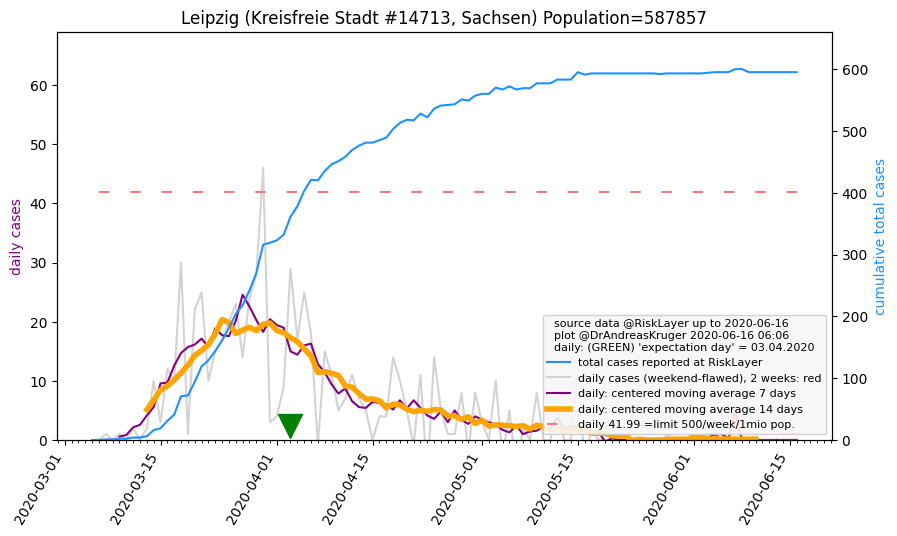 Leipzig (Kreisfreie Stadt #14713, Sachsen) Population=587857
daily cases
0
10
20
30
40
50
60
cumulative total cases
0
100
200
300
400
500
600
source data @RiskLayer up to 2020-06-16
plot @DrAndreasKruger 2020-06-16 06:06
daily: (GREEN) 'expectation day' = 03.04.2020
total cases reported at RiskLayer
daily cases (weekend-flawed), 2 weeks: red
daily: centered moving average 7 days
daily: centered moving average 14 days
daily 41.99 =limit 500/week/1mio pop.
2020-03-01
2020-03-15
2020-04-01
2020-04-15
2020-05-01
2020-05-15
2020-06-01
2020-06-15